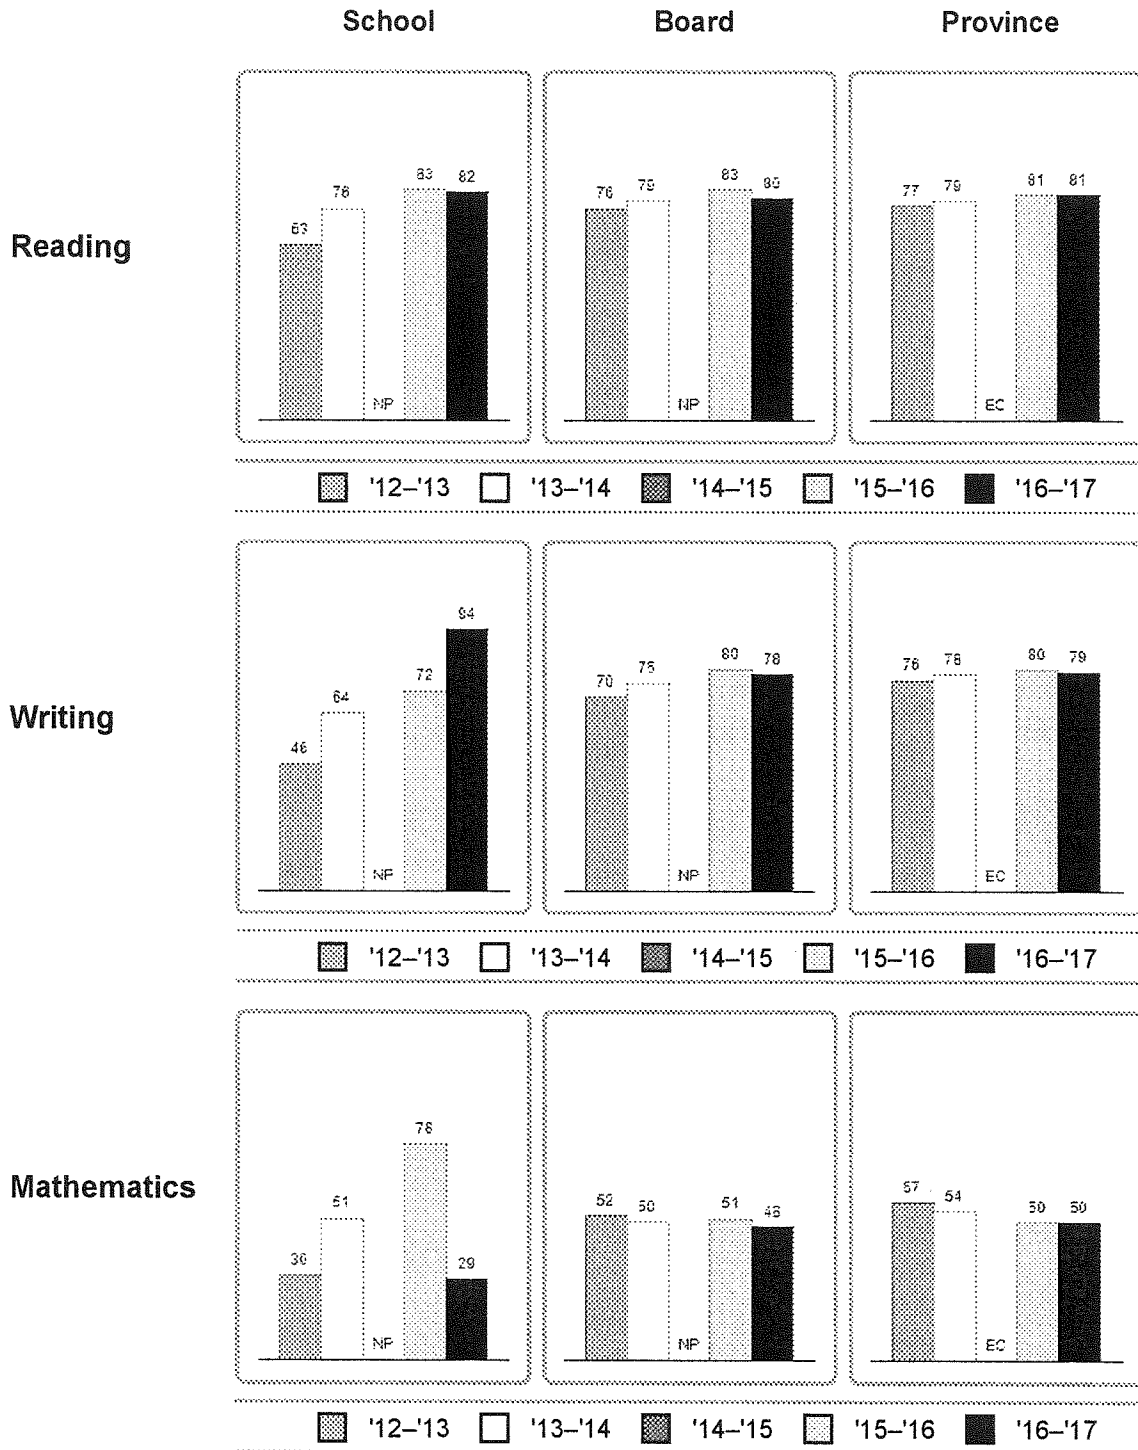 School Board Province
Reading
63 76 NP 83 82
76 79 NP 83 80
77 79 EC 81 81
'12–'13 '13–'14 '14–'15 '15–'16 '16–'17
Writing
46 64 NP 72 94
70 75 NP 80 78
76 78 EC 80 79
'12–'13 '13–'14 '14–'15 '15–'16 '16–'17
Mathematics
30 51 NP 78 29
52 50 NP 51 48
57 54 EC 50 50
'12–'13 '13–'14 '14–'15 '15–'16 '16–'17